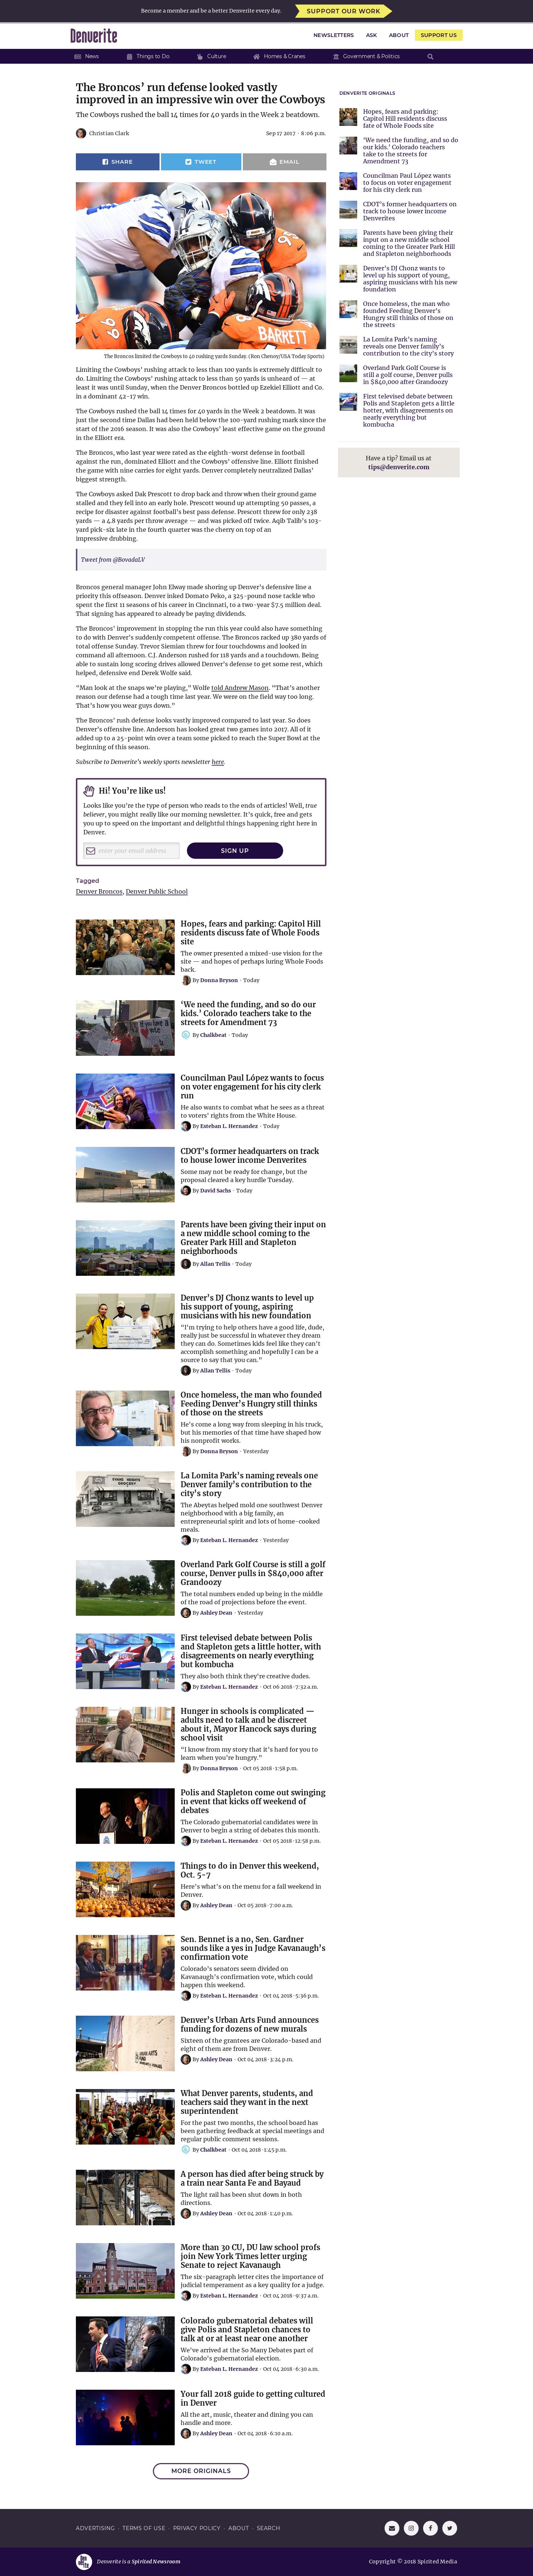 Become a member and be a better Denverite every day.
SUPPORT OUR WORK
Denverite
NEWSLETTERS
ASK
ABOUT
SUPPORT US
News
Things to Do
Culture
Homes & Cranes
Government & Politics
The Broncos’ run defense looked vastly
improved in an impressive win over the Cowboys
The Cowboys rushed the ball 14 times for 40 yards in the Week 2 beatdown.
Christian Clark
Sep 17 2017 · 8:06 p.m.
SHARE
TWEET
EMAIL
BARRETT
The Broncos limited the Cowboys to 40 rushing yards Sunday. (Ron Chenoy/USA Today Sports)
Limiting the Cowboys’ rushing attack to less than 100 yards is extremely difficult to
do. Limiting the Cowboys’ rushing attack to less than 50 yards is unheard of — at
least it was until Sunday, when the Denver Broncos bottled up Ezekiel Elliott and Co.
in a dominant 42-17 win.
The Cowboys rushed the ball 14 times for 40 yards in the Week 2 beatdown. It was
just the second time Dallas had been held below the 100-yard rushing mark since the
start of the 2016 season. It was also the Cowboys’ least effective game on the ground
in the Elliott era.
The Broncos, who last year were rated as the eighth-worst defense in football
against the run, dominated Elliott and the Cowboys’ offensive line. Elliott finished
the game with nine carries for eight yards. Denver completely neutralized Dallas’
biggest strength.
The Cowboys asked Dak Prescott to drop back and throw when their ground game
stalled and they fell into an early hole. Prescott wound up attempting 50 passes, a
recipe for disaster against football’s best pass defense. Prescott threw for only 238
yards — a 4.8 yards per throw average — and was picked off twice. Aqib Talib’s 103-
yard pick-six late in the fourth quarter was the cherry on top of an
impressive drubbing.
Tweet from @BovadaLV
Broncos general manager John Elway made shoring up Denver’s defensive line a
priority this offseason. Denver inked Domato Peko, a 325-pound nose tackle who
spent the first 11 seasons of his career in Cincinnati, to a two-year $7.5 million deal.
That signing has appeared to already be paying dividends.
The Broncos’ improvement in stopping the run this year could also have something
to do with Denver’s suddenly competent offense. The Broncos racked up 380 yards of
total offense Sunday. Trevor Siemian threw for four touchdowns and looked in
command all afternoon. C.J. Anderson rushed for 118 yards and a touchdown. Being
able to sustain long scoring drives allowed Denver’s defense to get some rest, which
helped, defensive end Derek Wolfe said.
“Man look at the snaps we’re playing,” Wolfe told Andrew Mason. “That’s another
reason our defense had a tough time last year. We were on the field way too long.
That’s how you wear guys down.”
The Broncos’ rush defense looks vastly improved compared to last year. So does
Denver’s offensive line. Anderson has looked great two games into 2017. All of it
added up to a 25-point win over a team some picked to reach the Super Bowl at the
beginning of this season.
Subscribe to Denverite’s weekly sports newsletter here.
Hi! You’re like us!
Looks like you’re the type of person who reads to the ends of articles! Well, true
believer, you might really like our morning newsletter. It’s quick, free and gets
you up to speed on the important and delightful things happening right here in
Denver.
enter your email address
SIGN UP
Tagged
Denver Broncos, Denver Public School
DENVERITE ORIGINALS
Hopes, fears and parking:
Capitol Hill residents discuss
fate of Whole Foods site
‘We need the funding, and so do
our kids.’ Colorado teachers
take to the streets for
Amendment 73
Councilman Paul López wants
to focus on voter engagement
for his city clerk run
CDOT’s former headquarters on
track to house lower income
Denverites
Parents have been giving their
input on a new middle school
coming to the Greater Park Hill
and Stapleton neighborhoods
Denver’s DJ Chonz wants to
level up his support of young,
aspiring musicians with his new
foundation
Once homeless, the man who
founded Feeding Denver’s
Hungry still thinks of those on
the streets
La Lomita Park’s naming
reveals one Denver family’s
contribution to the city’s story
Overland Park Golf Course is
still a golf course, Denver pulls
in $840,000 after Grandoozy
First televised debate between
Polis and Stapleton gets a little
hotter, with disagreements on
nearly everything but
kombucha
Have a tip? Email us at
tips@denverite.com
Hopes, fears and parking: Capitol Hill
residents discuss fate of Whole Foods
site
The owner presented a mixed-use vision for the
site — and hopes of perhaps luring Whole Foods
back.
By Donna Bryson · Today
‘We need the funding, and so do our
kids.’ Colorado teachers take to the
streets for Amendment 73
By Chalkbeat · Today
Councilman Paul López wants to focus
on voter engagement for his city clerk
run
He also wants to combat what he sees as a threat
to voters’ rights from the White House.
By Esteban L. Hernandez · Today
CDOT’s former headquarters on track
to house lower income Denverites
Some may not be ready for change, but the
proposal cleared a key hurdle Tuesday.
By David Sachs · Today
Parents have been giving their input on
a new middle school coming to the
Greater Park Hill and Stapleton
neighborhoods
By Allan Tellis · Today
Denver’s DJ Chonz wants to level up
his support of young, aspiring
musicians with his new foundation
“I’m trying to help others have a good life, dude,
really just be successful in whatever they dream
they can do. Sometimes kids feel like they can’t
accomplish something and hopefully I can be a
source to say that you can.”
By Allan Tellis · Today
Once homeless, the man who founded
Feeding Denver’s Hungry still thinks
of those on the streets
He’s come a long way from sleeping in his truck,
but his memories of that time have shaped how
his nonprofit works.
By Donna Bryson · Yesterday
La Lomita Park’s naming reveals one
Denver family’s contribution to the
city’s story
The Abeytas helped mold one southwest Denver
neighborhood with a big family, an
entrepreneurial spirit and lots of home-cooked
meals.
By Esteban L. Hernandez · Yesterday
Overland Park Golf Course is still a golf
course, Denver pulls in $840,000 after
Grandoozy
The total numbers ended up being in the middle
of the road of projections before the event.
By Ashley Dean · Yesterday
First televised debate between Polis
and Stapleton gets a little hotter, with
disagreements on nearly everything
but kombucha
They also both think they’re creative dudes.
By Esteban L. Hernandez · Oct 06 2018 · 7:32 a.m.
Hunger in schools is complicated —
adults need to talk and be discreet
about it, Mayor Hancock says during
school visit
“I know from my story that it’s hard for you to
learn when you’re hungry.”
By Donna Bryson · Oct 05 2018 · 1:58 p.m.
Polis and Stapleton come out swinging
in event that kicks off weekend of
debates
The Colorado gubernatorial candidates were in
Denver to begin a string of debates this month.
By Esteban L. Hernandez · Oct 05 2018 · 12:58 p.m.
Things to do in Denver this weekend,
Oct. 5-7
Here’s what’s on the menu for a fall weekend in
Denver.
By Ashley Dean · Oct 05 2018 · 7:00 a.m.
Sen. Bennet is a no, Sen. Gardner
sounds like a yes in Judge Kavanaugh’s
confirmation vote
Colorado’s senators seem divided on
Kavanaugh’s confirmation vote, which could
happen this weekend.
By Esteban L. Hernandez · Oct 04 2018 · 5:36 p.m.
Denver’s Urban Arts Fund announces
funding for dozens of new murals
Sixteen of the grantees are Colorado-based and
eight of them are from Denver.
By Ashley Dean · Oct 04 2018 · 3:24 p.m.
What Denver parents, students, and
teachers said they want in the next
superintendent
For the past two months, the school board has
been gathering feedback at special meetings and
regular public comment sessions.
By Chalkbeat · Oct 04 2018 · 1:45 p.m.
A person has died after being struck by
a train near Santa Fe and Bayaud
The light rail has been shut down in both
directions.
By Ashley Dean · Oct 04 2018 · 1:40 p.m.
More than 30 CU, DU law school profs
join New York Times letter urging
Senate to reject Kavanaugh
The six-paragraph letter cites the importance of
judicial temperament as a key quality for a judge.
By Esteban L. Hernandez · Oct 04 2018 · 9:37 a.m.
Colorado gubernatorial debates will
give Polis and Stapleton chances to
talk at or at least near one another
We’ve arrived at the So Many Debates part of
Colorado’s gubernatorial election.
By Esteban L. Hernandez · Oct 04 2018 · 6:30 a.m.
Your fall 2018 guide to getting cultured
in Denver
All the art, music, theater and dining you can
handle and more.
By Ashley Dean · Oct 04 2018 · 6:10 a.m.
MORE ORIGINALS
ADVERTISING · TERMS OF USE · PRIVACY POLICY · ABOUT · SEARCH
Denverite is a Spirited Newsroom
Copyright © 2018 Spirited Media